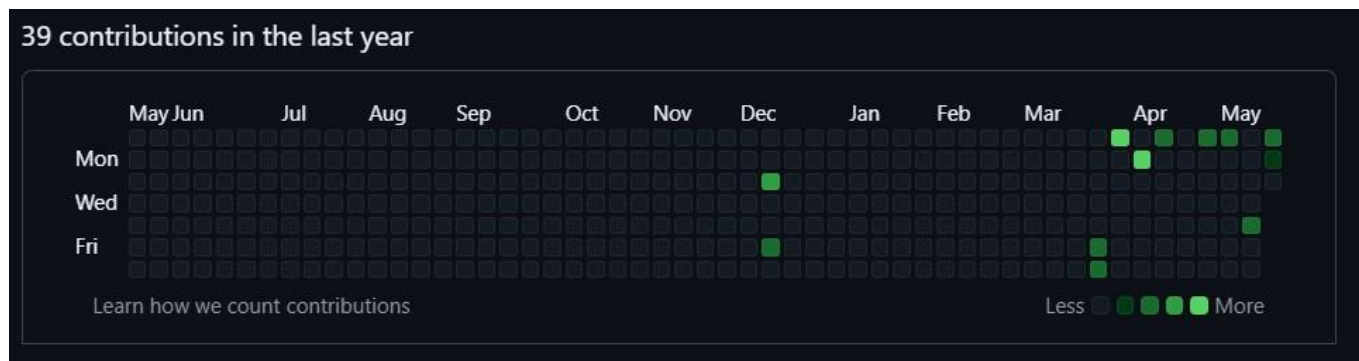 39 contributions in the last year
May Jun Jul Aug Sep Oct Nov Dec Jan Feb Mar Apr May
Mon
Wed
Fri
Learn how we count contributions
Less More